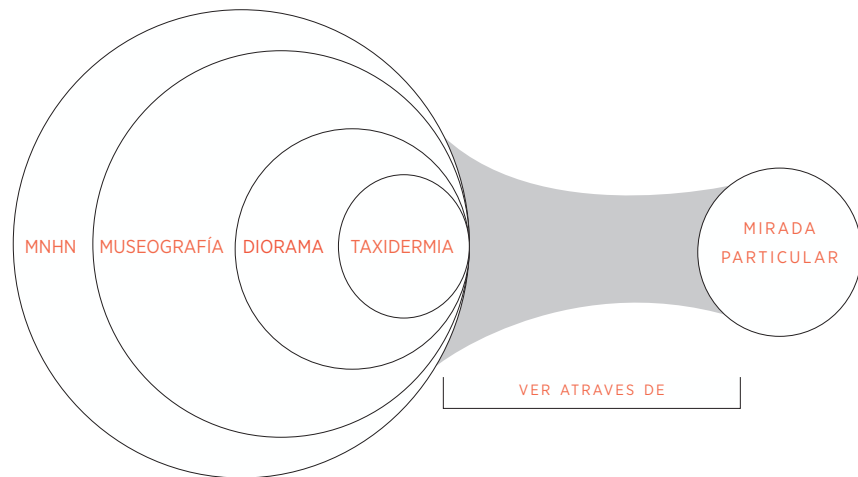 MNHN
MUSEOGRAFÍA
DIORAMA
TAXIDERMIA
MIRADA
PARTICULAR
VER ATRAVES DE